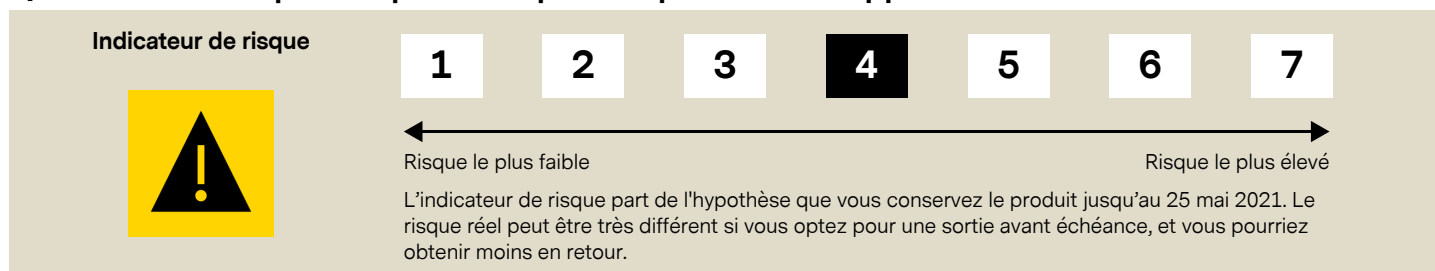 Indicateur de risque
1 2 3 4 5 6 7
Risque le plus faible
Risque le plus élevé
L'indicateur de risque part de l'hypothèse que vous conservez le produit jusqu'au 25 mai 2021. Le
risque réel peut être très différent si vous optez pour une sortie avant échéance, et vous pourriez
obtenir moins en retour.